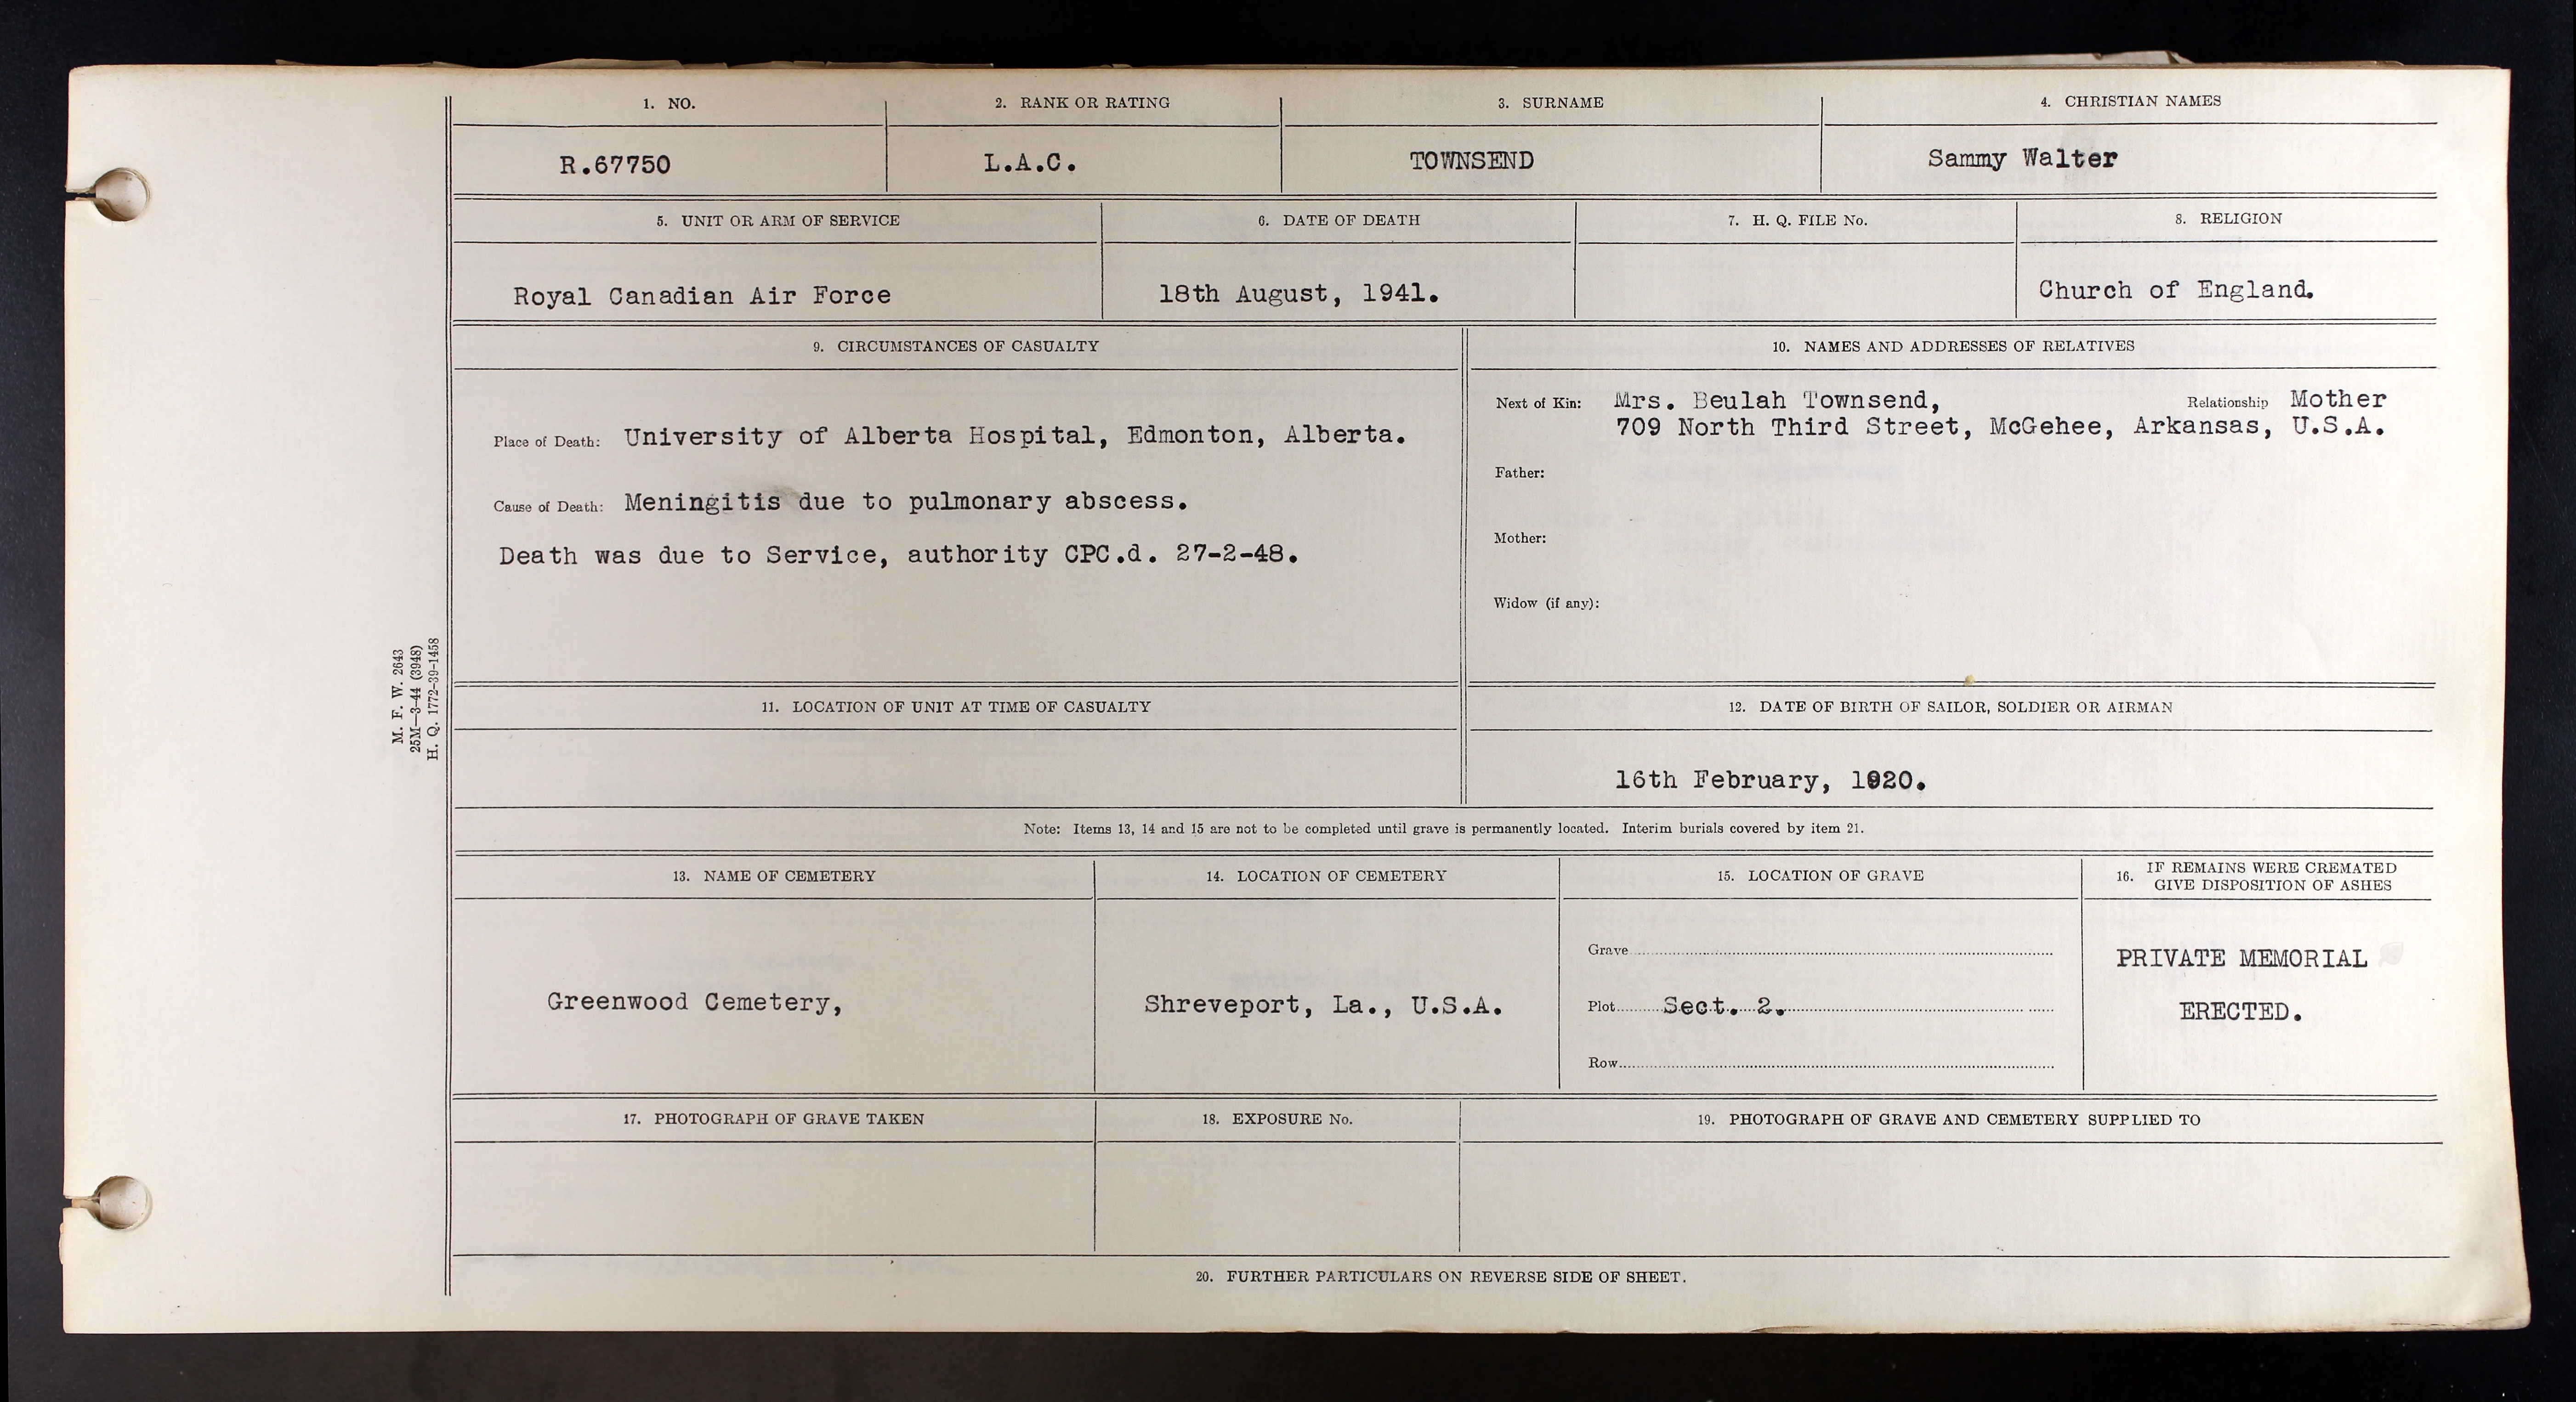 1. NO.
2. RANK OR RATING
3. SURNAME
4. CHRISTIAN NAMES
R.67750
L.A.C.
TOWNSEND
Sammy Walter
5. UNIT OR ARM OF SERVICE
6. DATE OF DEATH
7. H. Q. FILE No.
8. RELIGION
Royal Canadian Air Force
18th August, 1941.
Church of England.
9. CIRCUMSTANCES OF CASUALTY
Place of Death: University of Alberta Hospital, Edmonton, Alberta.
Cause of Death: Meningitis due to pulmonary abscess.
Death was due to Service, authority CPC.d. 27-2-48.
10. NAMES AND ADDRESSES OF RELATIVES
Next of Kin: Mrs. Beulah Townsend, Relationship Mother
709 North Third Street, McGehee, Arkansas, U.S.A.
Father:
Mother:
Widow (if any):
M. F. W. 2643
25M—3-44 (3948)
H. Q. 1772-39-1458
11. LOCATION OF UNIT AT TIME OF CASUALTY
12. DATE OF BIRTH OF SAILOR, SOLDIER OR AIRMAN
16th February, 1920.
Note: Items 13, 14 and 15 are not to be completed until grave is permanently located. Interim burials covered by item 21.
13. NAME OF CEMETERY
14. LOCATION OF CEMETERY
15. LOCATION OF GRAVE
16. IF REMAINS WERE CREMATED
GIVE DISPOSITION OF ASHES
Greenwood Cemetery,
Shreveport, La., U.S.A.
Grave
Plot Sect. 2.
Row
PRIVATE MEMORIAL
ERECTED.
17. PHOTOGRAPH OF GRAVE TAKEN
18. EXPOSURE No.
19. PHOTOGRAPH OF GRAVE AND CEMETERY SUPPLIED TO
20. FURTHER PARTICULARS ON REVERSE SIDE OF SHEET.